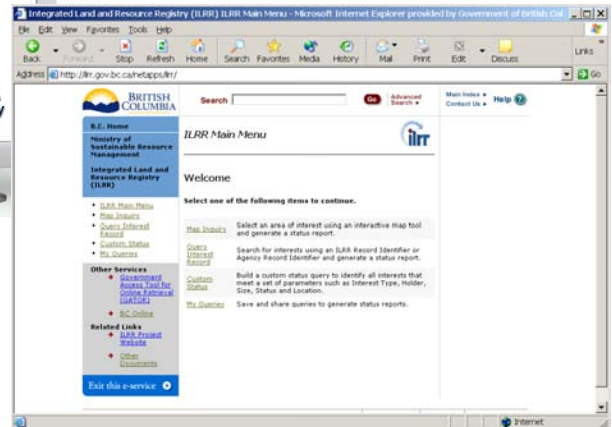 Integrated Land and Resource Registry (ILRR) ILRR Main Menu - Microsoft Internet Explorer provided by Government of British Col
File Edit View Favorites Tools Help
Back Forward Stop Refresh Home Search Favorites Media History Mail Print Edit Discuss Links
Address http://ilrr.gov.bc.ca/netapps/ilrr/ Go
BRITISH COLUMBIA
Search Go Advanced Search
Main Index
Contact Us
Help
B.C. Home
Ministry of
Sustainable Resource
Management
Integrated Land and
Resource Registry
(ILRR)
ILRR Main Menu
Map Inquiry
Query Interest
Record
Custom Status
My Queries
Other Services
Government
Access Tool for
Online Retrieval
(GATOR)
BC Online
Related Links
ILRR Project
Website
Other
Documents
Exit this e-service
ILRR Main Menu
ilrr
Welcome
Select one of the following items to continue.
Map Inquiry Select an area of interest using an interactive map tool
and generate a status report.
Query Interest Record Search for interests using an ILRR Record Identifier or
Agency Record Identifier and generate a status report.
Custom Status Build a custom status query to identify all interests that
meet a set of parameters such as Interest Type, Holder,
Size, Status and Location.
My Queries Save and share queries to generate status reports.
Internet